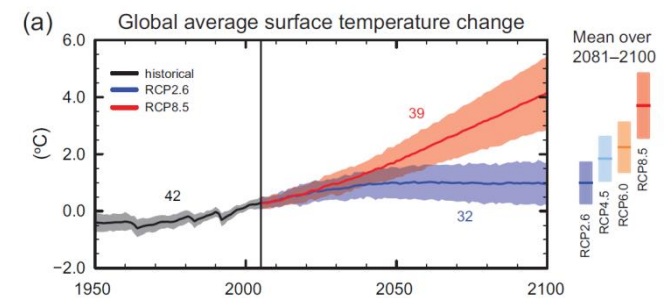 (a) Global average surface temperature change
6.0
4.0
2.0
0.0
−2.0
(°C)
historical
RCP2.6
RCP8.5
42
39
32
1950
2000
2050
2100
Mean over
2081–2100
RCP2.6
RCP4.5
RCP6.0
RCP8.5